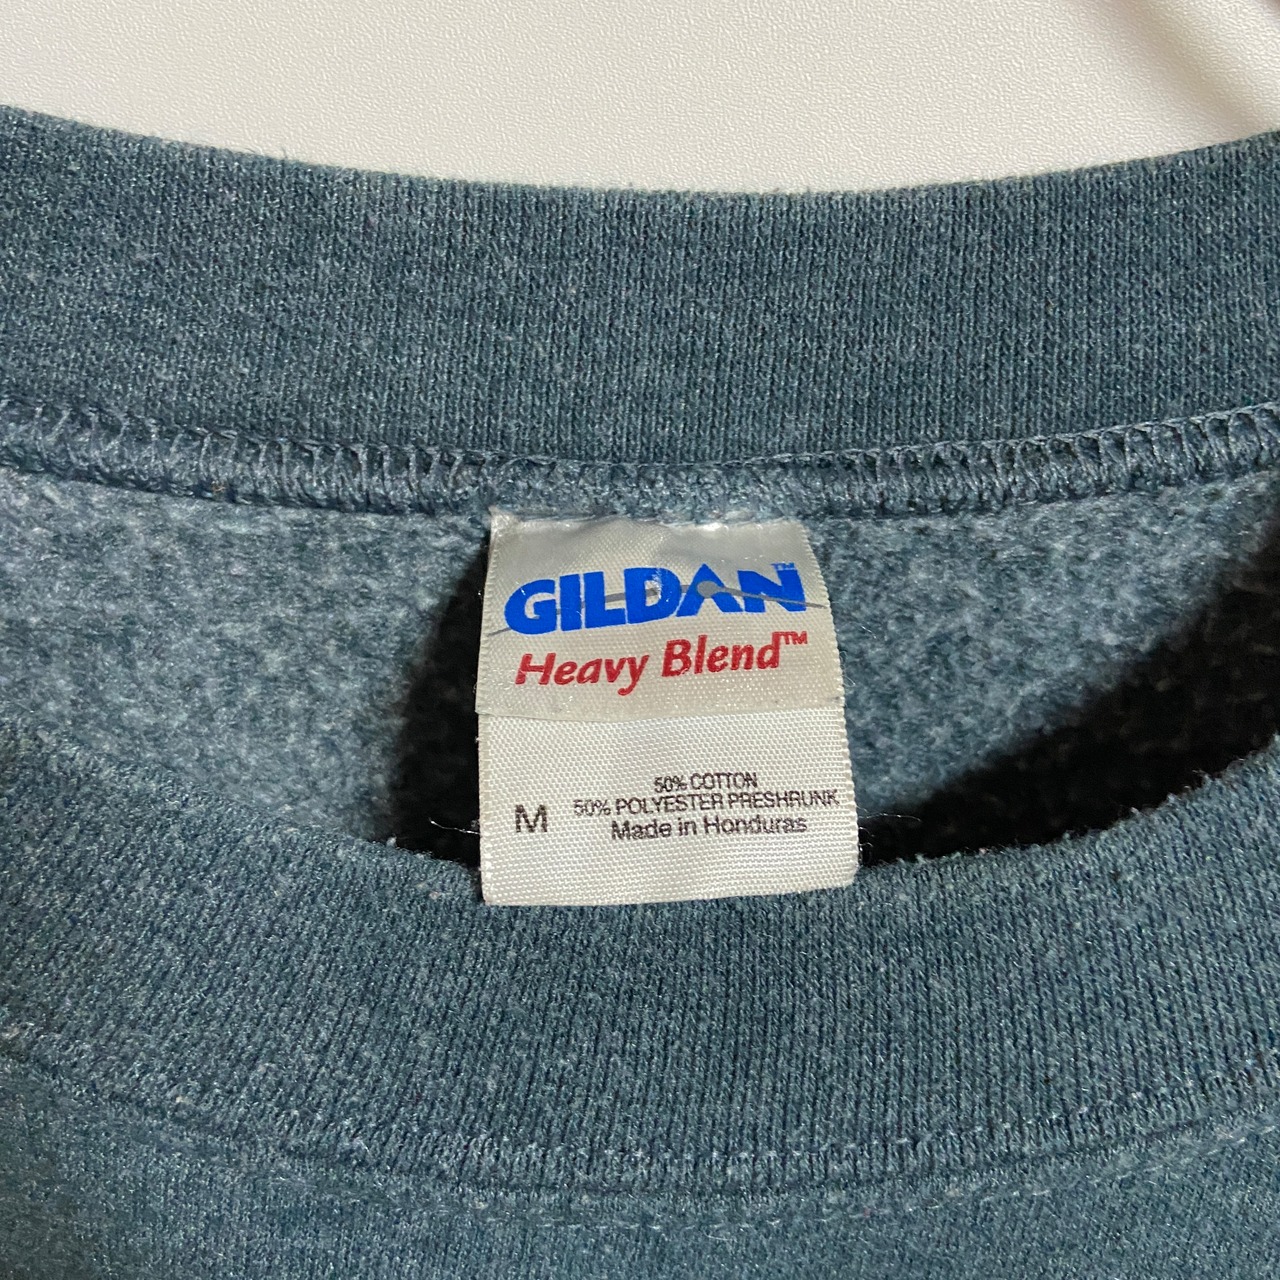 GILDAN™
Heavy Blend™
50% COTTON
M 50% POLYESTER PRESHRUNK
Made in Honduras